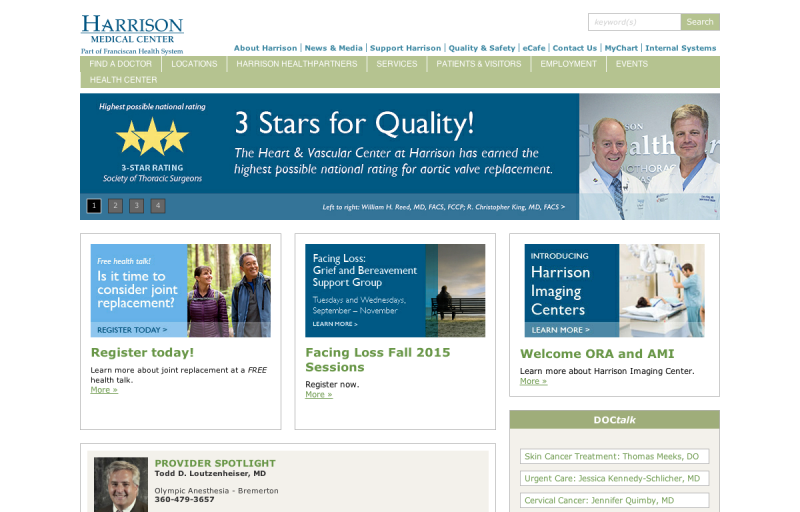 HARRISON
MEDICAL CENTER
Part of Franciscan Health System
keyword(s)
Search
About Harrison | News & Media | Support Harrison | Quality & Safety | eCafe | Contact Us | MyChart | Internal Systems
FIND A DOCTOR
LOCATIONS
HARRISON HEALTHPARTNERS
SERVICES
PATIENTS & VISITORS
EMPLOYMENT
EVENTS
HEALTH CENTER
Highest possible national rating
3-STAR RATING
Society of Thoracic Surgeons
3 Stars for Quality!
The Heart & Vascular Center at Harrison has earned the
highest possible national rating for aortic valve replacement.
1 2 3 4
Left to right: William H. Reed, MD, FACS, FCCP; R. Christopher King, MD, FACS >
Free health talk!
Is it time to
consider joint
replacement?
REGISTER TODAY >
Register today!
Learn more about joint replacement at a FREE
health talk.
More »
Facing Loss:
Grief and Bereavement
Support Group
Tuesdays and Wednesdays,
September – November
LEARN MORE >
Facing Loss Fall 2015
Sessions
Register now.
More »
INTRODUCING
Harrison
Imaging
Centers
LEARN MORE >
Welcome ORA and AMI
Learn more about Harrison Imaging Center.
More »
PROVIDER SPOTLIGHT
Todd D. Loutzenheiser, MD
Olympic Anesthesia - Bremerton
360-479-3657
DOCtalk
Skin Cancer Treatment: Thomas Meeks, DO
Urgent Care: Jessica Kennedy-Schlicher, MD
Cervical Cancer: Jennifer Quimby, MD